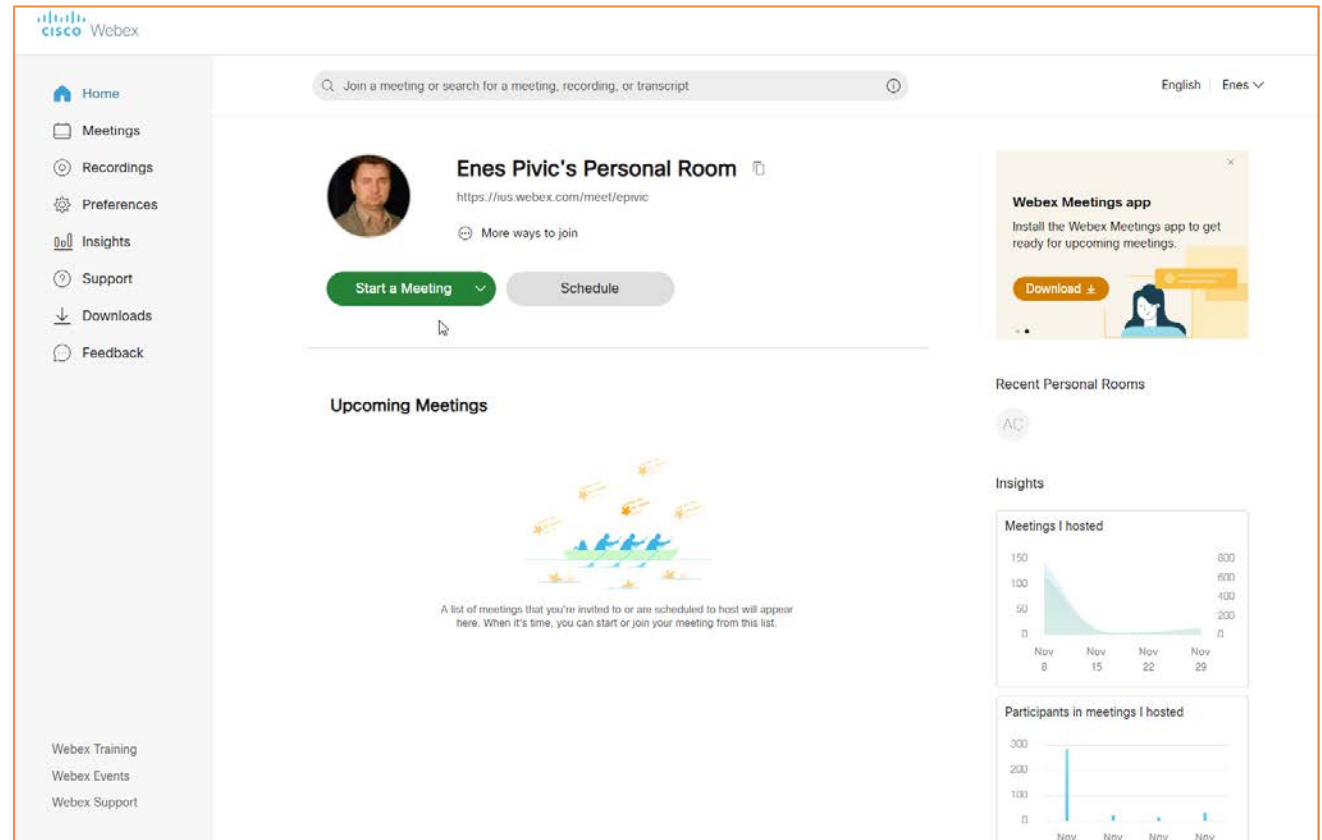 cisco Webex
Join a meeting or search for a meeting, recording, or transcript
English
Enes
Home
Meetings
Recordings
Preferences
Insights
Support
Downloads
Feedback
Enes Pivic's Personal Room
https://ius.webex.com/meet/epivic
More ways to join
Start a Meeting
Schedule
Webex Meetings app
Install the Webex Meetings app to get
ready for upcoming meetings.
Download
Upcoming Meetings
A list of meetings that you're invited to or are scheduled to host will appear
here. When it's time, you can start or join your meeting from this list.
Recent Personal Rooms
AC
Insights
Meetings I hosted
150 800
100 600
400
50 200
0 0
Nov Nov Nov Nov
8 15 22 29
Participants in meetings I hosted
300
200
100
0
Nov Nov Nov Nov
Webex Training
Webex Events
Webex Support